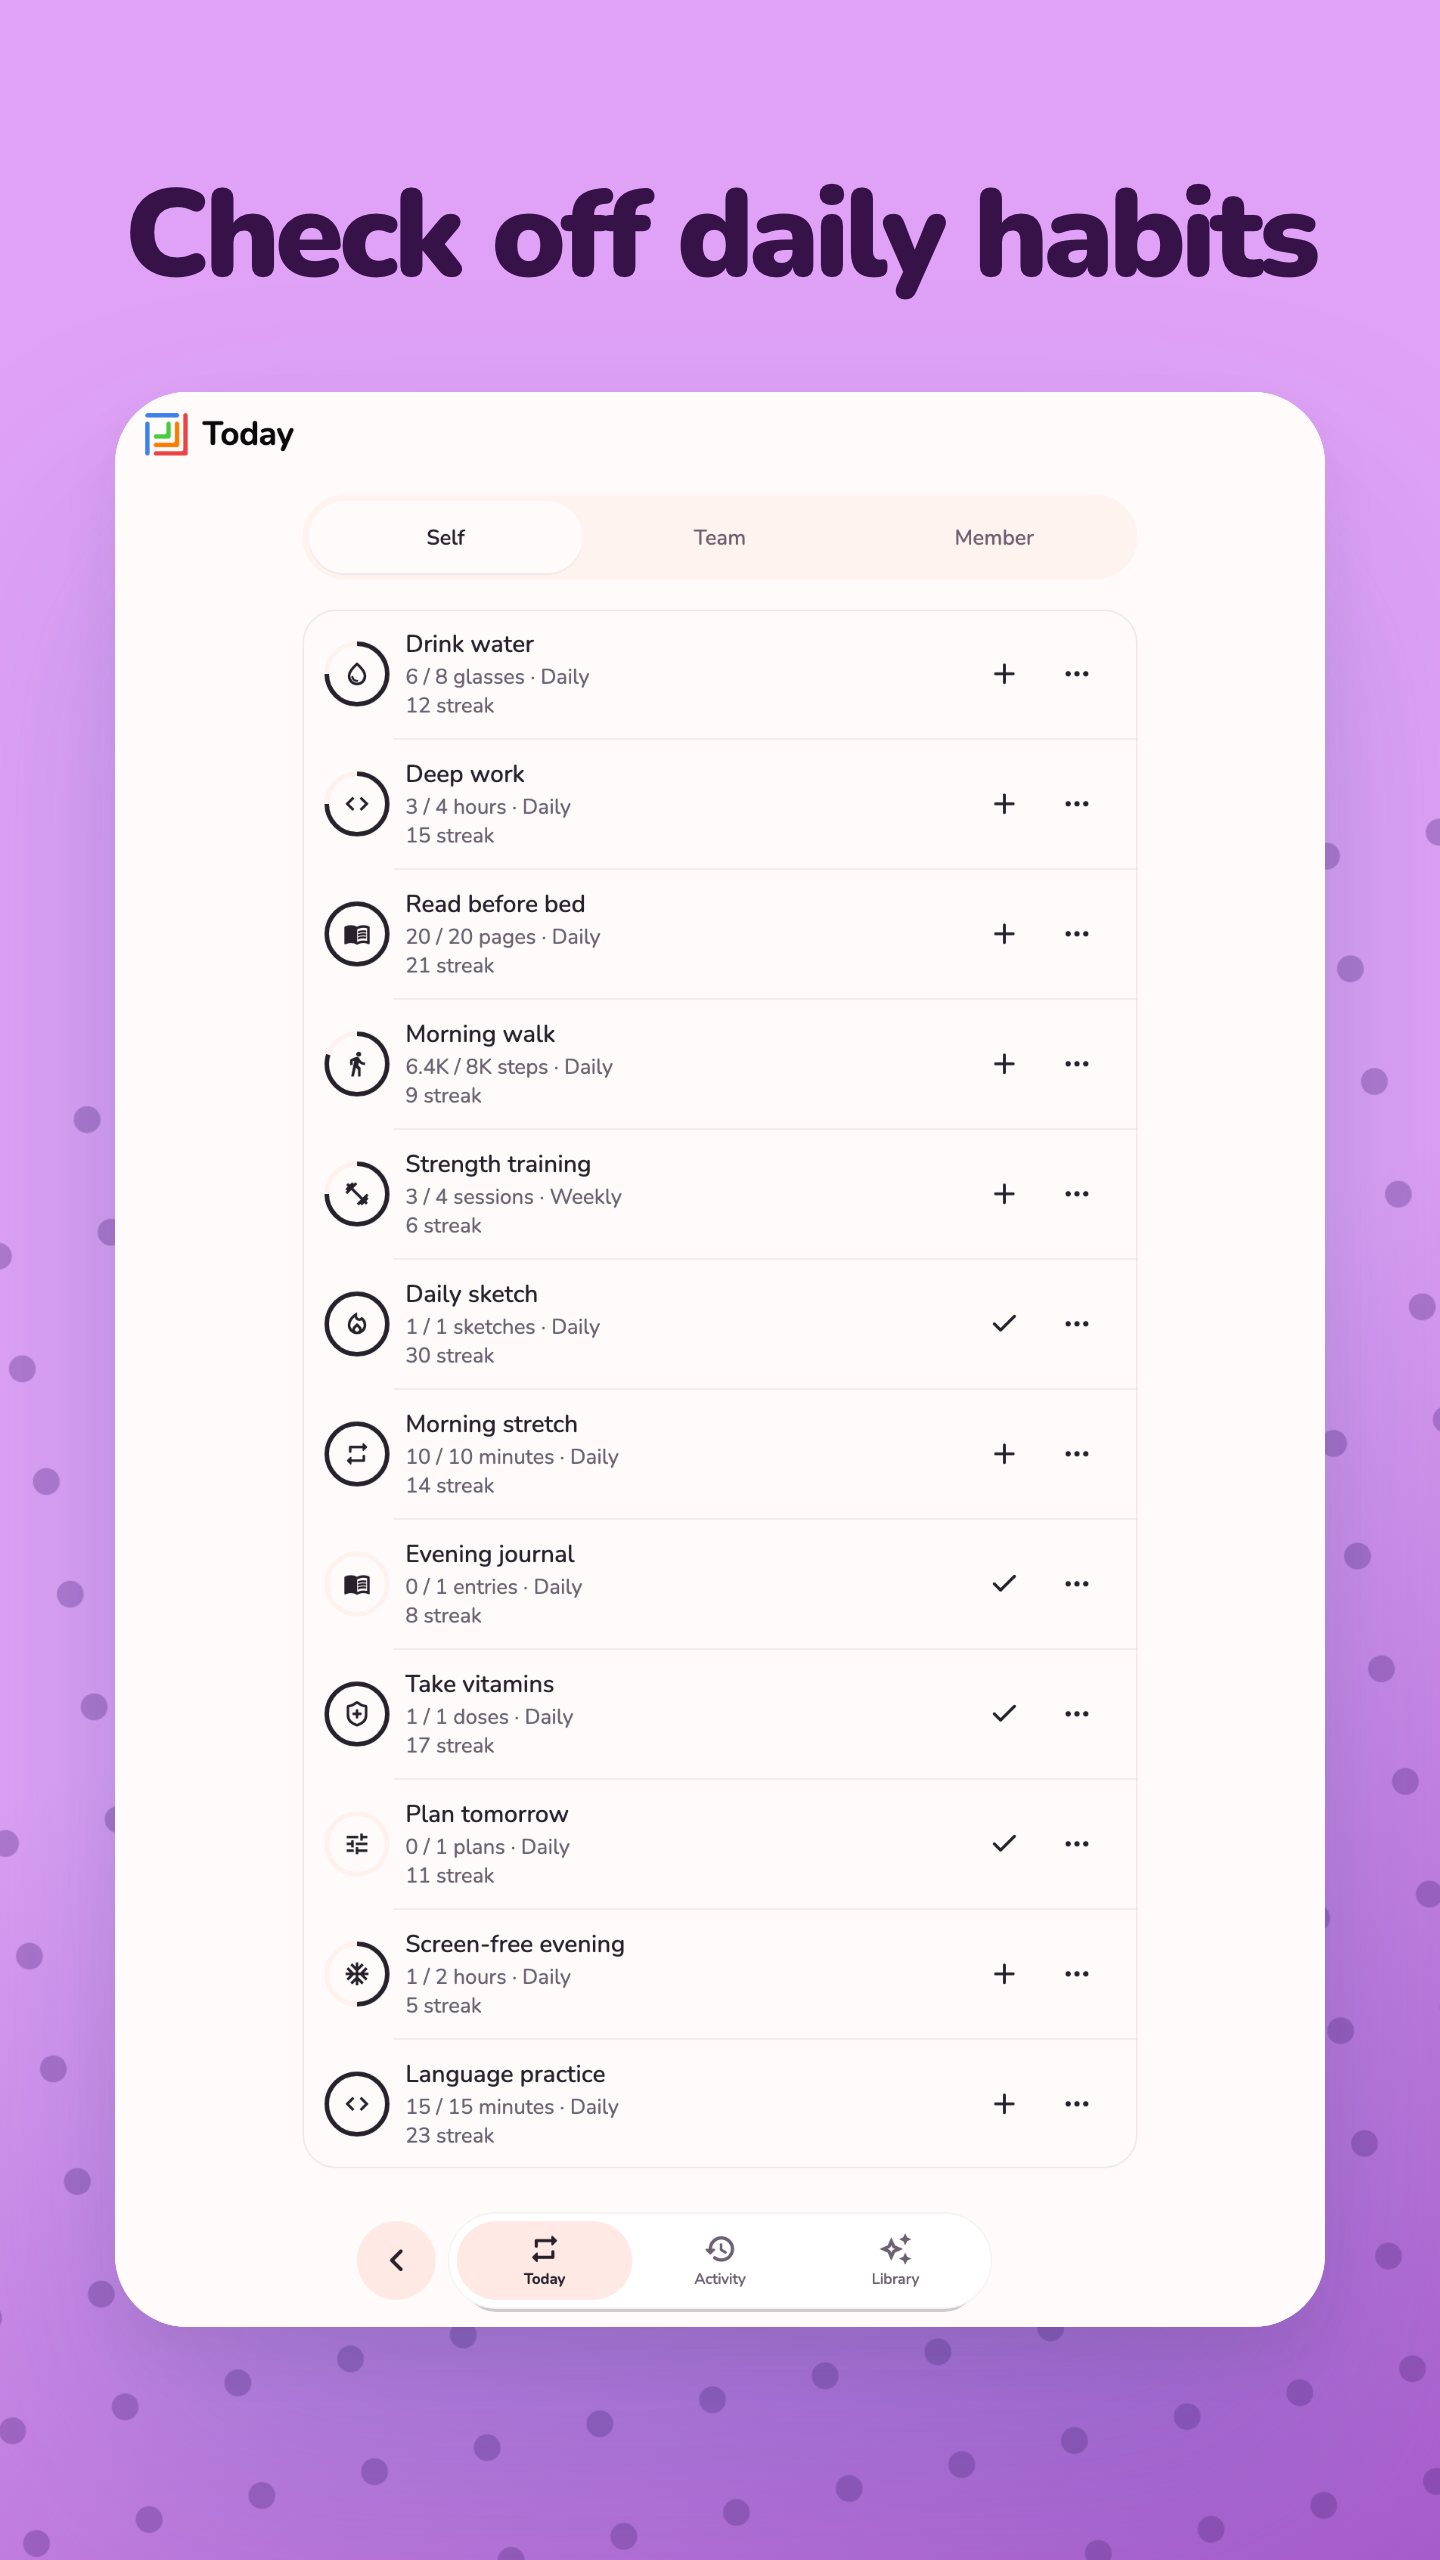 Check off daily habits
Today
Self
Team
Member
Drink water
6 / 8 glasses · Daily
12 streak
Deep work
3 / 4 hours · Daily
15 streak
Read before bed
20 / 20 pages · Daily
21 streak
Morning walk
6.4K / 8K steps · Daily
9 streak
Strength training
3 / 4 sessions · Weekly
6 streak
Daily sketch
1 / 1 sketches · Daily
30 streak
Morning stretch
10 / 10 minutes · Daily
14 streak
Evening journal
0 / 1 entries · Daily
8 streak
Take vitamins
1 / 1 doses · Daily
17 streak
Plan tomorrow
0 / 1 plans · Daily
11 streak
Screen-free evening
1 / 2 hours · Daily
5 streak
Language practice
15 / 15 minutes · Daily
23 streak
Today
Activity
Library